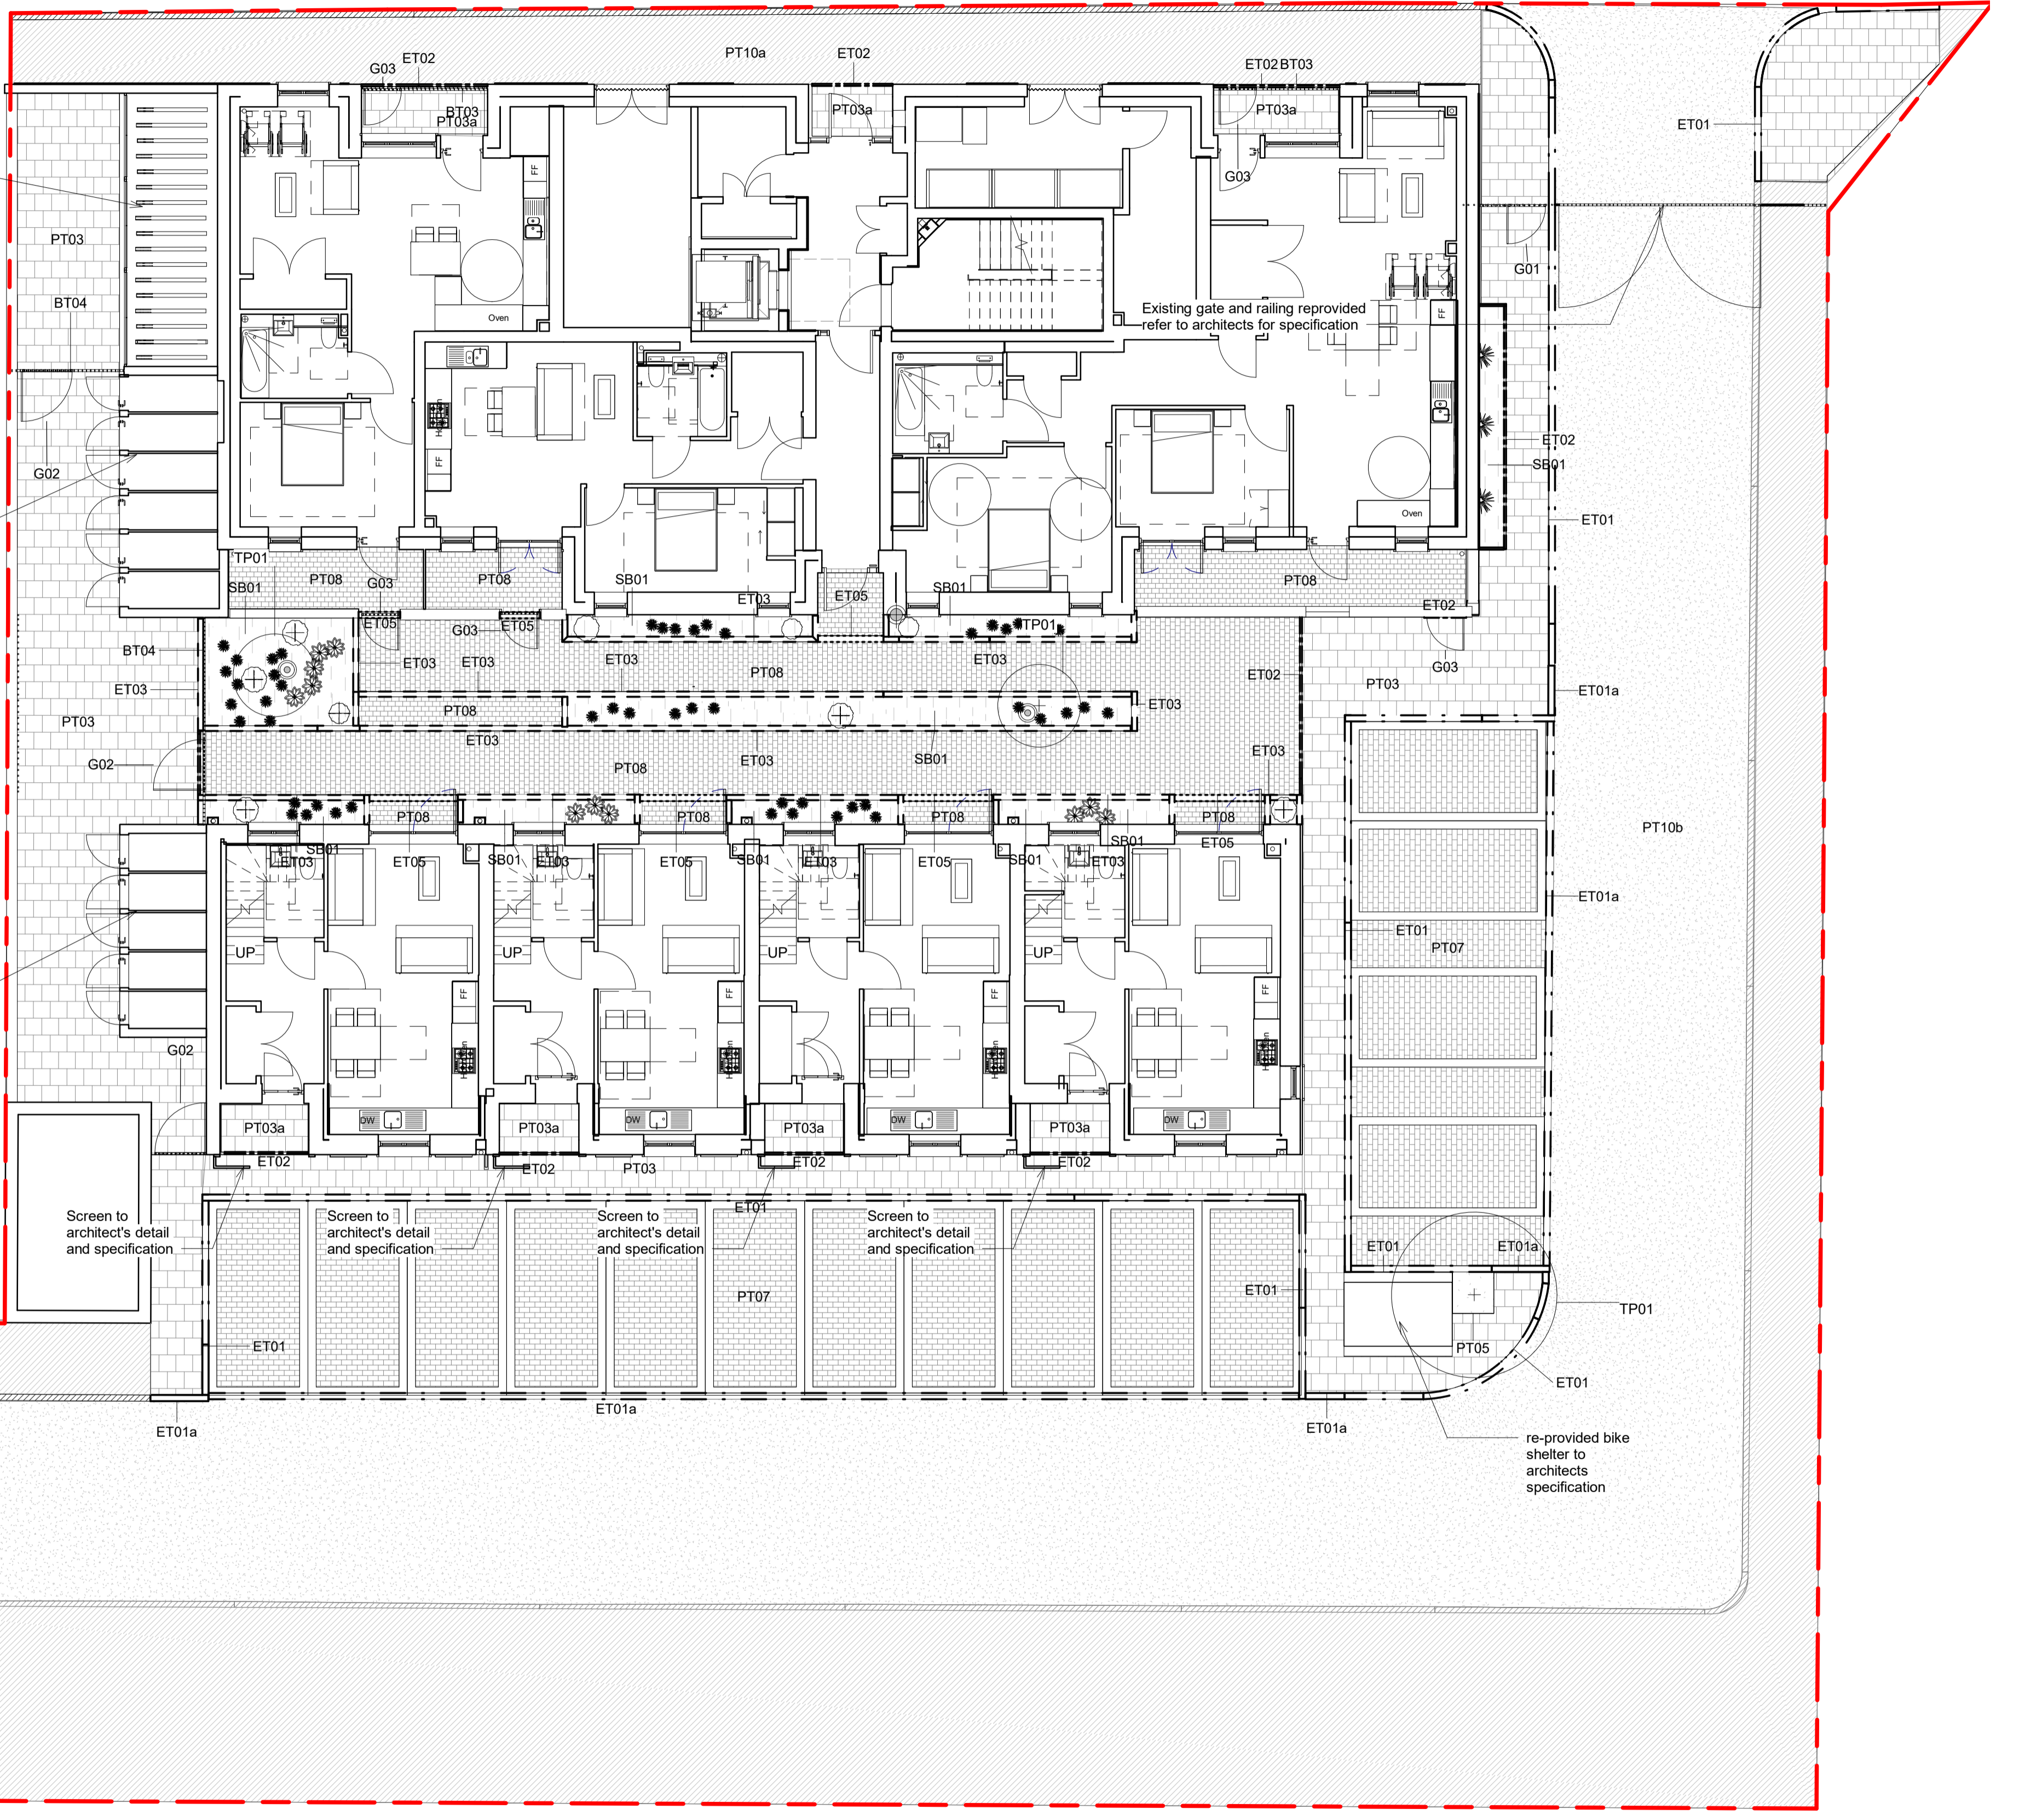 PT10a
ET02
ET02
G03
ET02
BT03
BT03
PT03a
PT03a
PT03a
ET01
FF
G03
PT03
G01
BT04
Existing gate and railing reprovided
refer to architects for specification
Oven
FF
ET02
SB01
G02
FF
Oven
ET01
TP01
SB01
PT08
G03
PT08
SB01
ET03
ET05
SB01
PT08
ET02
ET05
G03
ET05
TP01
BT04
ET03
ET03
ET03
ET03
PT08
ET02
G03
ET03
PT03
ET01a
PT03
PT08
ET03
ET03
G02
PT08
ET03
SB01
ET03
PT08
PT08
PT08
PT08
PT10b
SB01
ET03
ET05
SB01
ET03
ET05
SB01
ET03
ET05
SB01
ET03
SB01
ET05
ET01a
ET01
PT07
UP
UP
UP
UP
FF
FF
FF
FF
G02
DW
DW
DW
DW
PT03a
PT03a
PT03a
PT03a
ET02
ET02
PT03
ET02
ET02
ET01
Screen to
architect's detail
and specification
Screen to
architect's detail
and specification
Screen to
architect's detail
and specification
Screen to
architect's detail
and specification
ET01
ET01a
PT07
ET01
TP01
ET01
PT05
ET01
ET01a
ET01a
ET01a
re-provided bike
shelter to
architects
specification